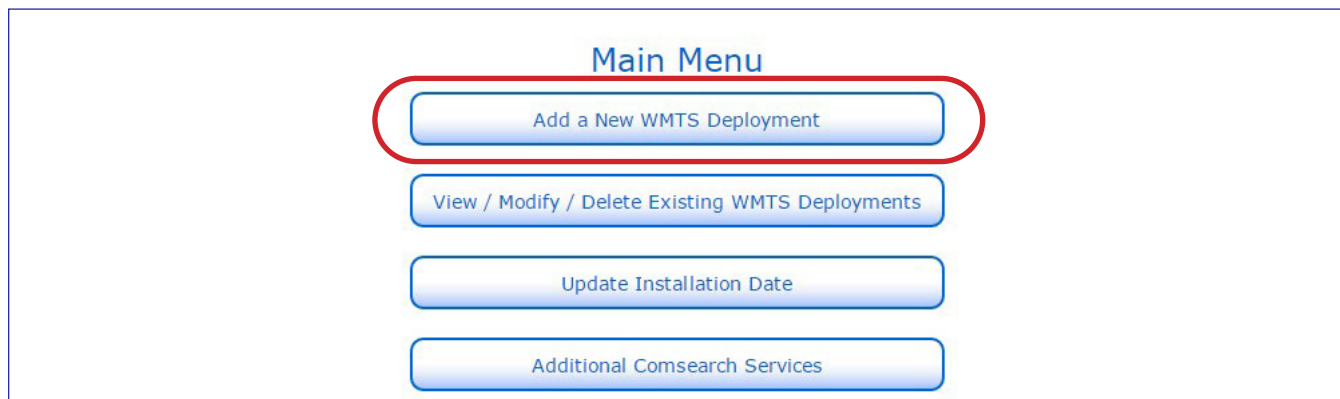 Main Menu
Add a New WMTS Deployment
View / Modify / Delete Existing WMTS Deployments
Update Installation Date
Additional Comsearch Services